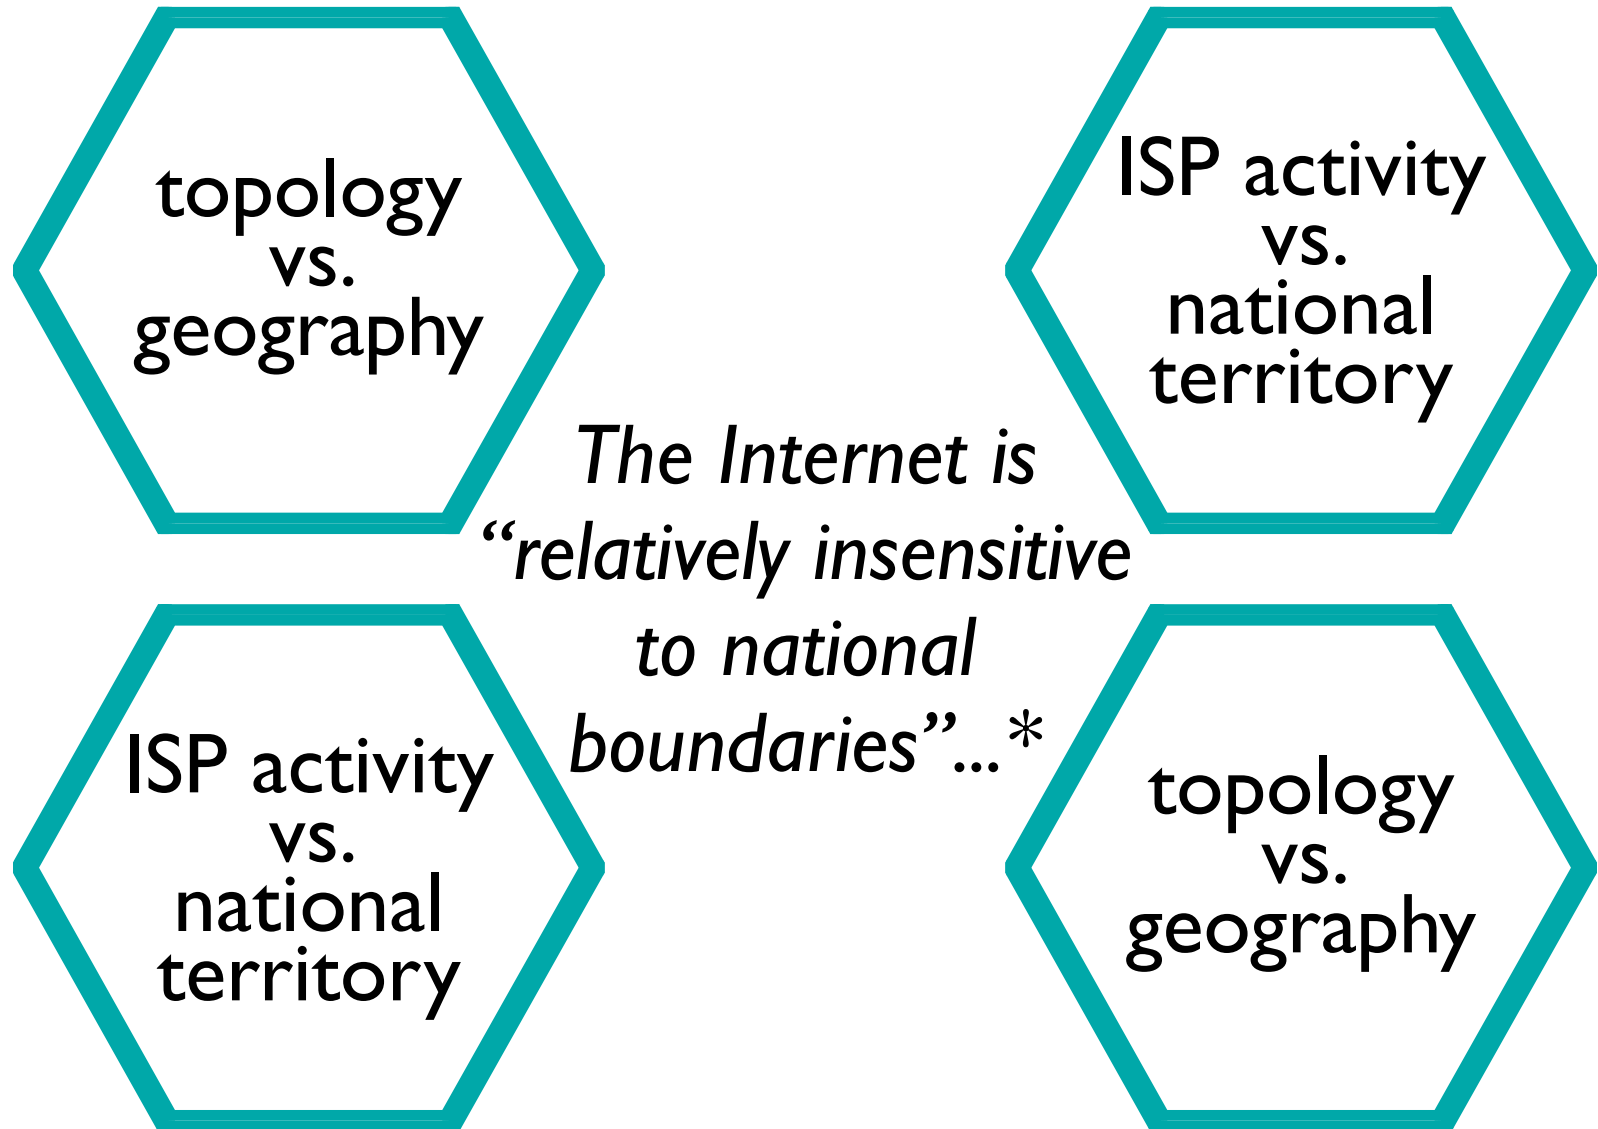 topology
vs.
geography
ISP activity
vs.
national
territory
The Internet is
“relatively insensitive
to national
boundaries”...*
ISP activity
vs.
national
territory
topology
vs.
geography